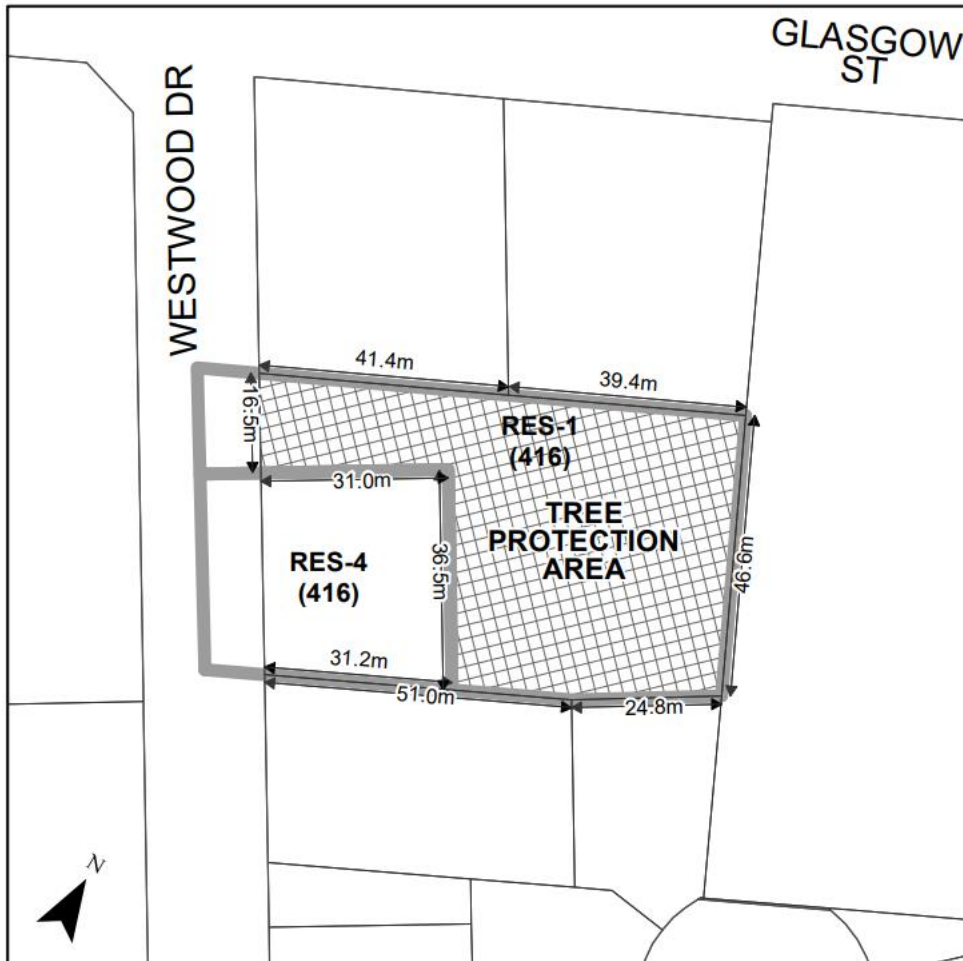 GLASGOW
ST
WESTWOOD DR
41.4m
39.4m
16.5m
RES-1
(416)
31.0m
TREE
PROTECTION
AREA
36.5m
46.6m
RES-4
(416)
31.2m
51.0m
24.8m
N